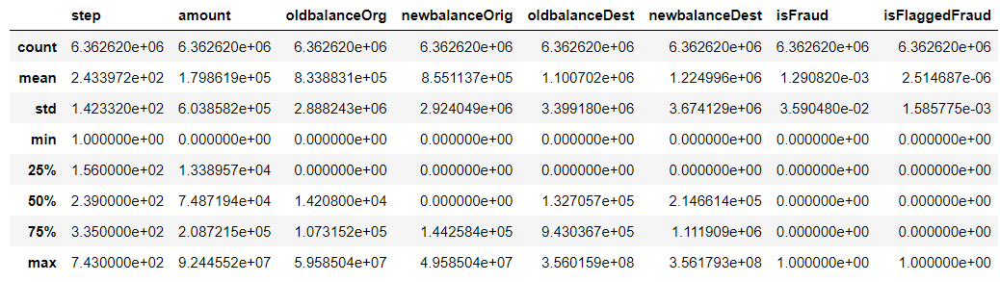 step amount oldbalanceOrg newbalanceOrig oldbalanceDest newbalanceDest isFraud isFlaggedFraud
count 6.362620e+06 6.362620e+06 6.362620e+06 6.362620e+06 6.362620e+06 6.362620e+06 6.362620e+06 6.362620e+06
mean 2.433972e+02 1.798619e+05 8.338831e+05 8.551137e+05 1.100702e+06 1.224996e+06 1.290820e-03 2.514687e-06
std 1.423320e+02 6.038582e+05 2.888243e+06 2.924049e+06 3.399180e+06 3.674129e+06 3.590480e-02 1.585775e-03
min 1.000000e+00 0.000000e+00 0.000000e+00 0.000000e+00 0.000000e+00 0.000000e+00 0.000000e+00 0.000000e+00
25% 1.560000e+02 1.338957e+04 0.000000e+00 0.000000e+00 0.000000e+00 0.000000e+00 0.000000e+00 0.000000e+00
50% 2.390000e+02 7.487194e+04 1.420800e+04 0.000000e+00 1.327057e+05 2.146614e+05 0.000000e+00 0.000000e+00
75% 3.350000e+02 2.087215e+05 1.073152e+05 1.442584e+05 9.430367e+05 1.111909e+06 0.000000e+00 0.000000e+00
max 7.430000e+02 9.244552e+07 5.958504e+07 4.958504e+07 3.560159e+08 3.561793e+08 1.000000e+00 1.000000e+00